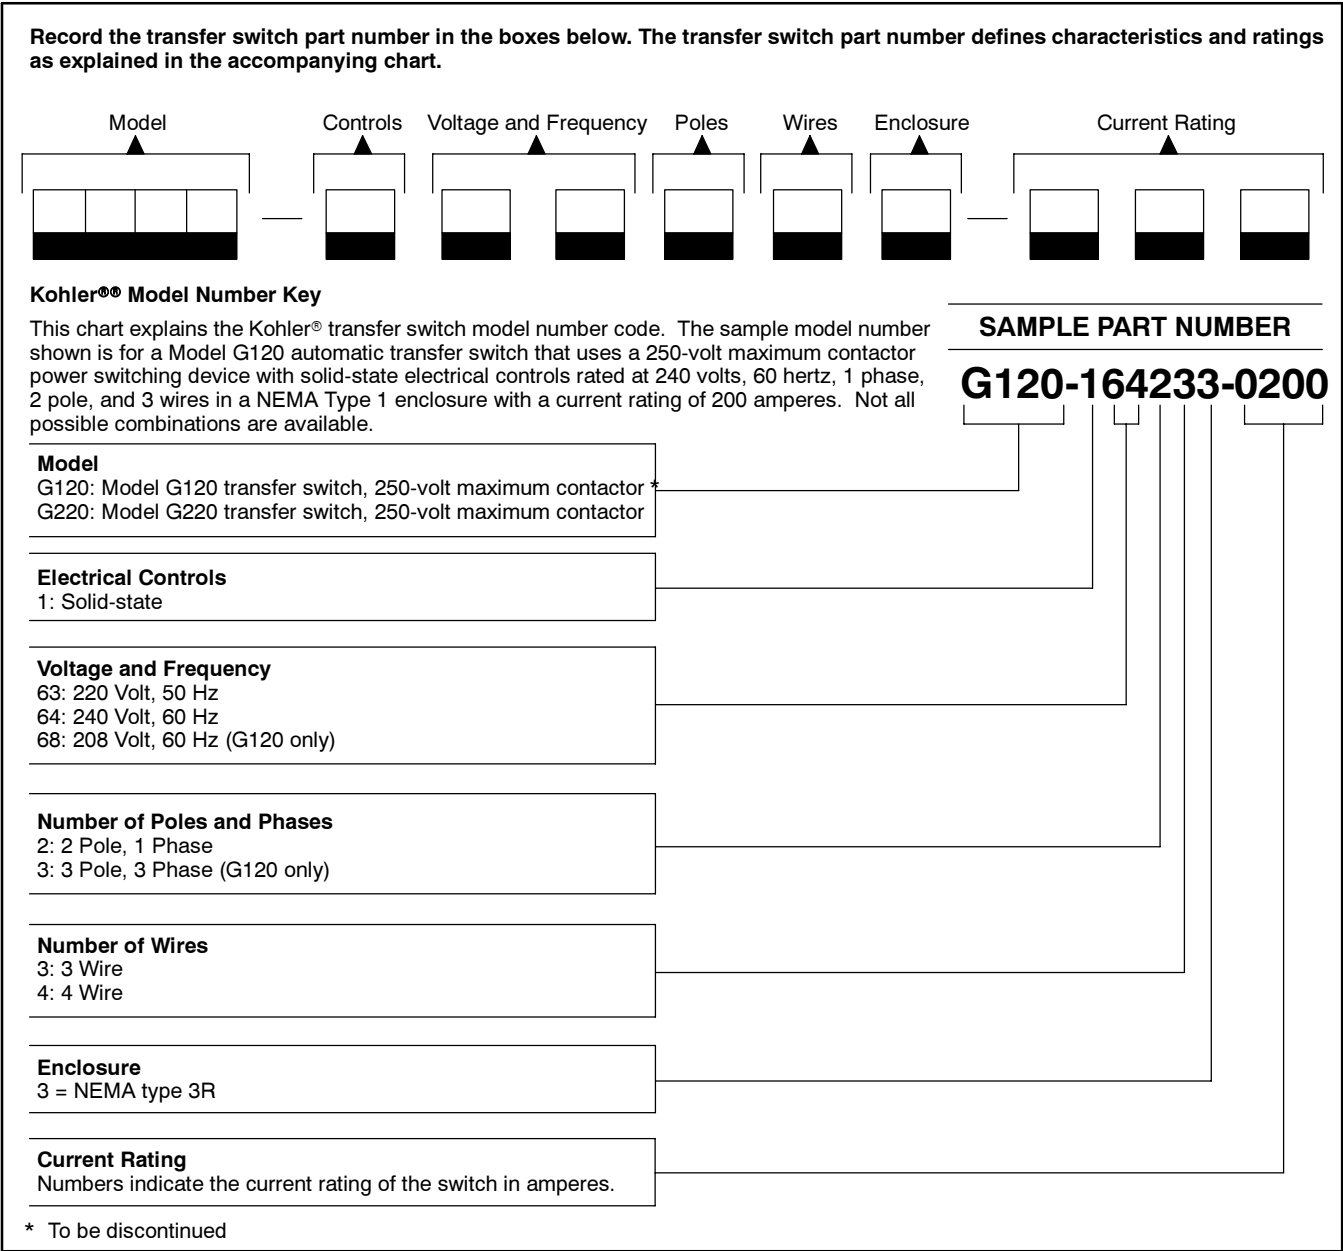 Record the transfer switch part number in the boxes below. The transfer switch part number defines characteristics and ratings
as explained in the accompanying chart.
Model Controls Voltage and Frequency Poles Wires Enclosure Current Rating
Kohler®® Model Number Key
This chart explains the Kohler® transfer switch model number code. The sample model number
shown is for a Model G120 automatic transfer switch that uses a 250-volt maximum contactor
power switching device with solid-state electrical controls rated at 240 volts, 60 hertz, 1 phase,
2 pole, and 3 wires in a NEMA Type 1 enclosure with a current rating of 200 amperes. Not all
possible combinations are available.
SAMPLE PART NUMBER
G120-164233-0200
Model
G120: Model G120 transfer switch, 250-volt maximum contactor *
G220: Model G220 transfer switch, 250-volt maximum contactor
Electrical Controls
1: Solid-state
Voltage and Frequency
63: 220 Volt, 50 Hz
64: 240 Volt, 60 Hz
68: 208 Volt, 60 Hz (G120 only)
Number of Poles and Phases
2: 2 Pole, 1 Phase
3: 3 Pole, 3 Phase (G120 only)
Number of Wires
3: 3 Wire
4: 4 Wire
Enclosure
3 = NEMA type 3R
Current Rating
Numbers indicate the current rating of the switch in amperes.
* To be discontinued